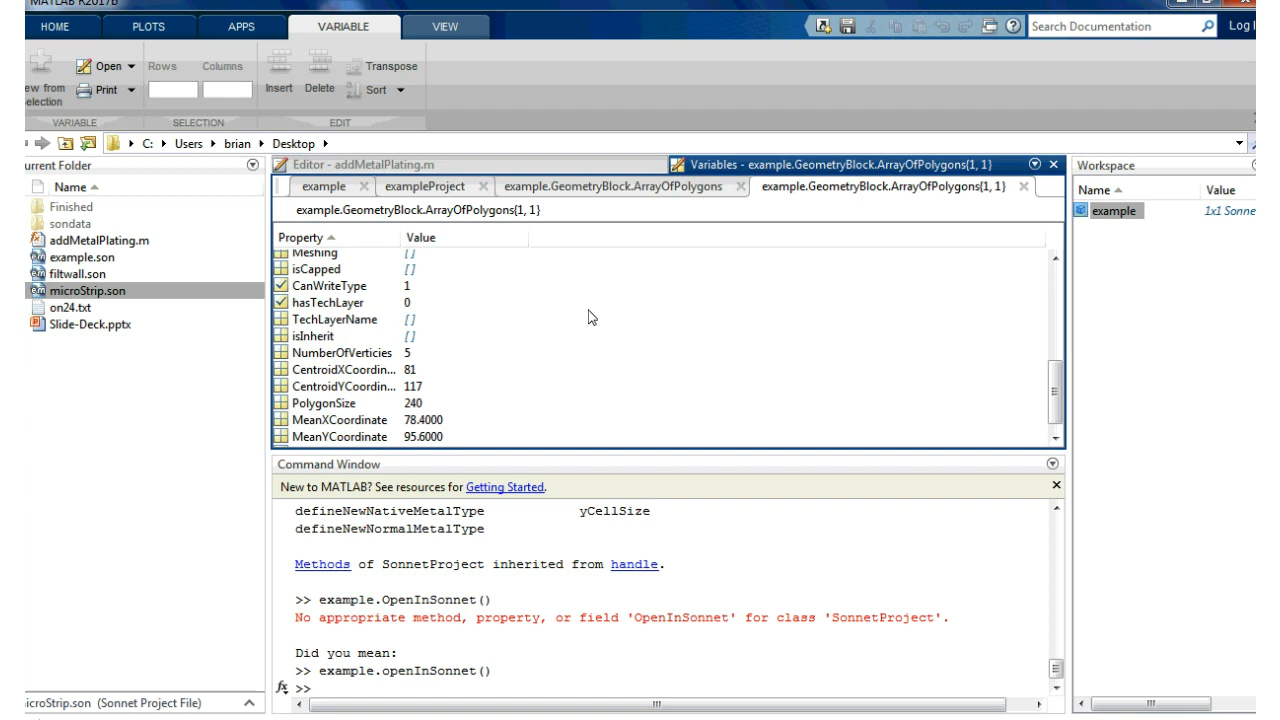 MATLAB R2017b
HOME PLOTS APPS VARIABLE VIEW Search Documentation Log I
Open Rows Columns Transpose
ew from Print Insert Delete Sort
election
VARIABLE SELECTION EDIT
C: Users brian Desktop
urrent Folder
Name
Finished
sondata
addMetalPlating.m
example.son
filtwall.son
microStrip.son
on24.txt
Slide-Deck.pptx
icroStrip.son (Sonnet Project File)
Editor - addMetalPlating.m Variables - example.GeometryBlock.ArrayOfPolygons{1, 1}
example exampleProject example.GeometryBlock.ArrayOfPolygons example.GeometryBlock.ArrayOfPolygons{1, 1}
example.GeometryBlock.ArrayOfPolygons{1, 1}
Property Value
Meshing []
isCapped []
CanWriteType 1
hasTechLayer 0
TechLayerName []
isInherit []
NumberOfVerticies 5
CentroidXCoordin... 81
CentroidYCoordin... 117
PolygonSize 240
MeanXCoordinate 78.4000
MeanYCoordinate 95.6000
Command Window
New to MATLAB? See resources for Getting Started.
defineNewNativeMetalType yCellSize
defineNewNormalMetalType
Methods of SonnetProject inherited from handle.
>> example.OpenInSonnet()
No appropriate method, property, or field 'OpenInSonnet' for class 'SonnetProject'.
Did you mean:
>> example.openInSonnet()
fx >>
Workspace
Name Value
example 1x1 Sonne